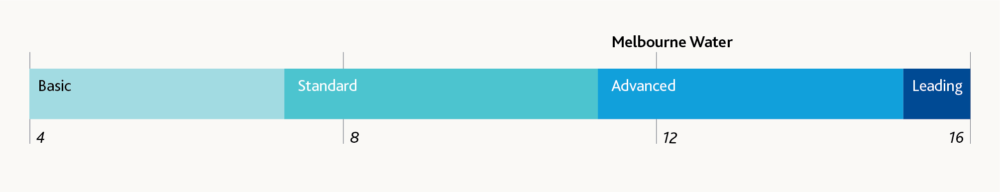 Melbourne Water
Basic Standard Advanced Leading
4 8 12 16